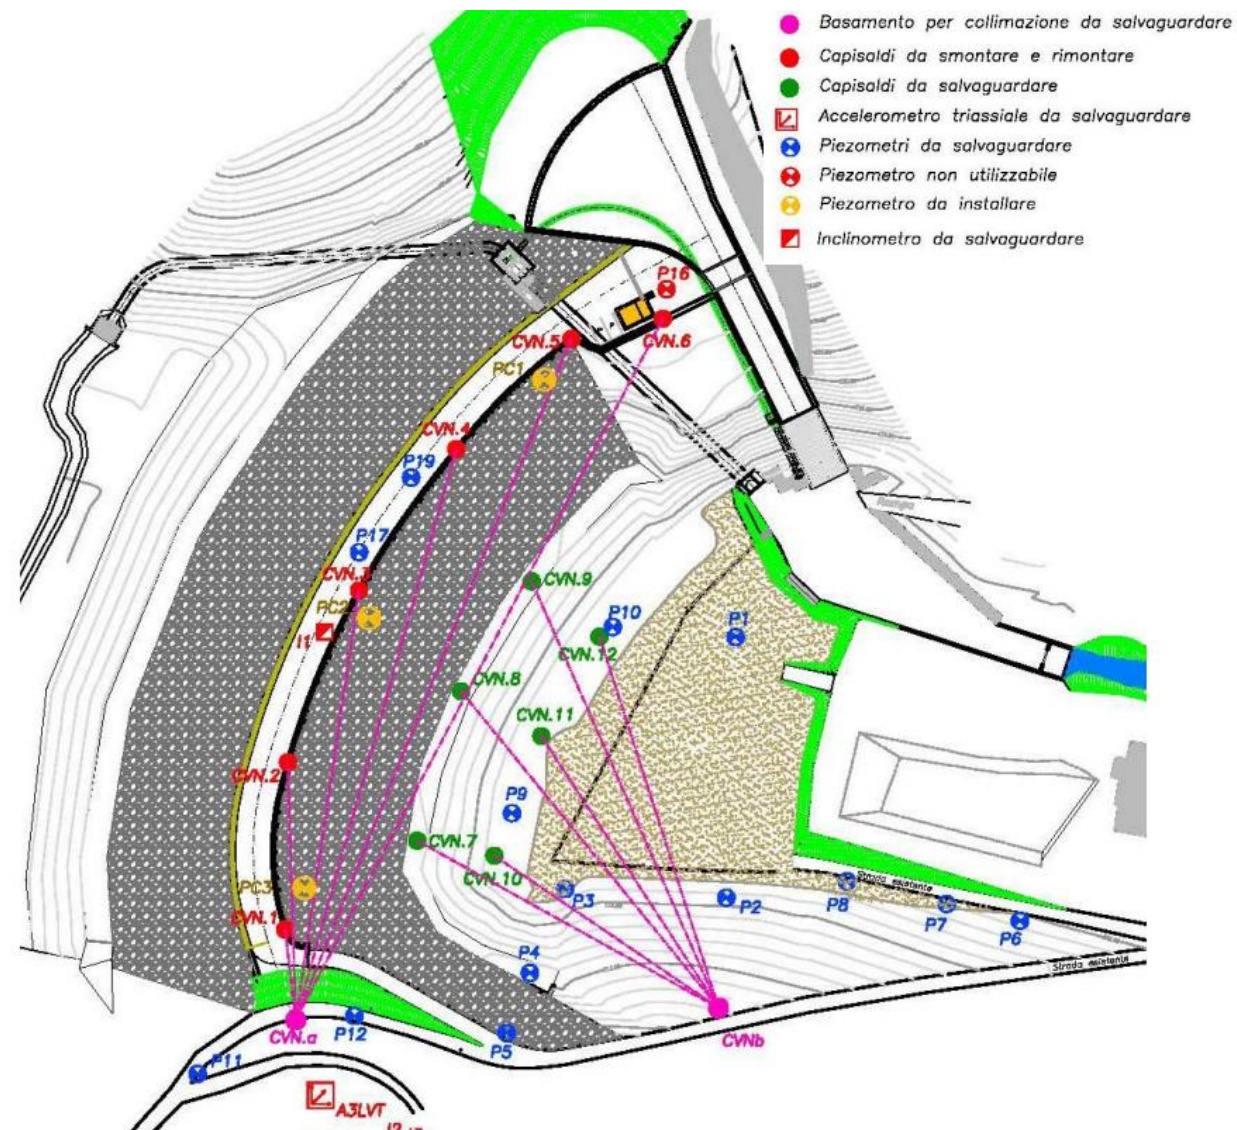 Basamento per collimazione da salvaguardare
Capisaldi da smontare e rimontare
Capisaldi da salvaguardare
Accelerometro triassiale da salvaguardare
Piezometri da salvaguardare
Piezometro non utilizzabile
Piezometro da installare
Inclinometro da salvaguardare
P16
CVN.5
CVN.6
PC1
CVN.4
P19
P17
CVN.3
CVN.9
PC2
P10
P1
I1
CVN.12
CVN.8
CVN.11
CVN.2
P9
CVN.7
CVN.10
PC3
P3
P2
P8
Strada esistente
P7
P6
CVN.1
P4
Strada esistente
CVN.a
P12
CVNb
P5
P11
A3LVT